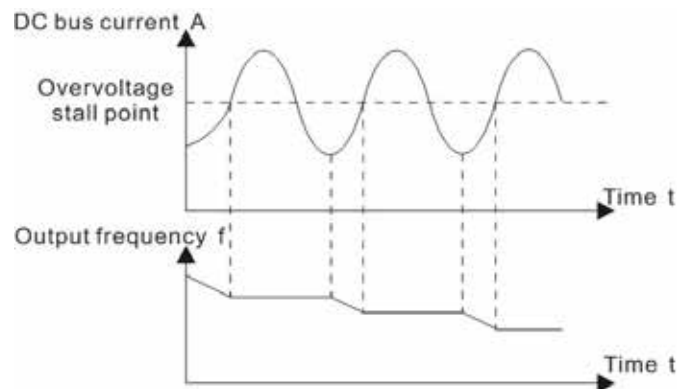 DC bus current A
Overvoltage
stall point
Time t
Output frequency f
Time t